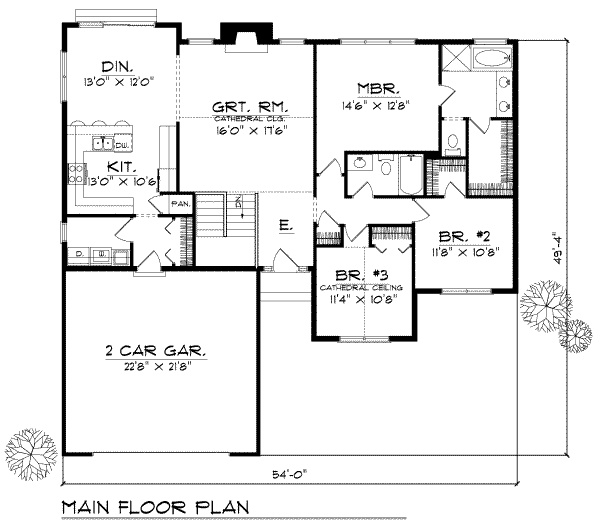 DIN.
13'0" × 12'0"
GRT. RM.
CATHEDRAL CLG.
16'0" × 17'6"
MBR.
14'6" × 12'8"
DW.
KIT.
13'0" × 10'6
PAN.
DN.
E.
BR. #2
11'8" × 10'8"
D.
W.
BR. #3
CATHEDRAL CEILING
11'4" × 10'8"
2 CAR GAR.
22'8" × 21'8"
49'-4"
54'-0"
MAIN FLOOR PLAN